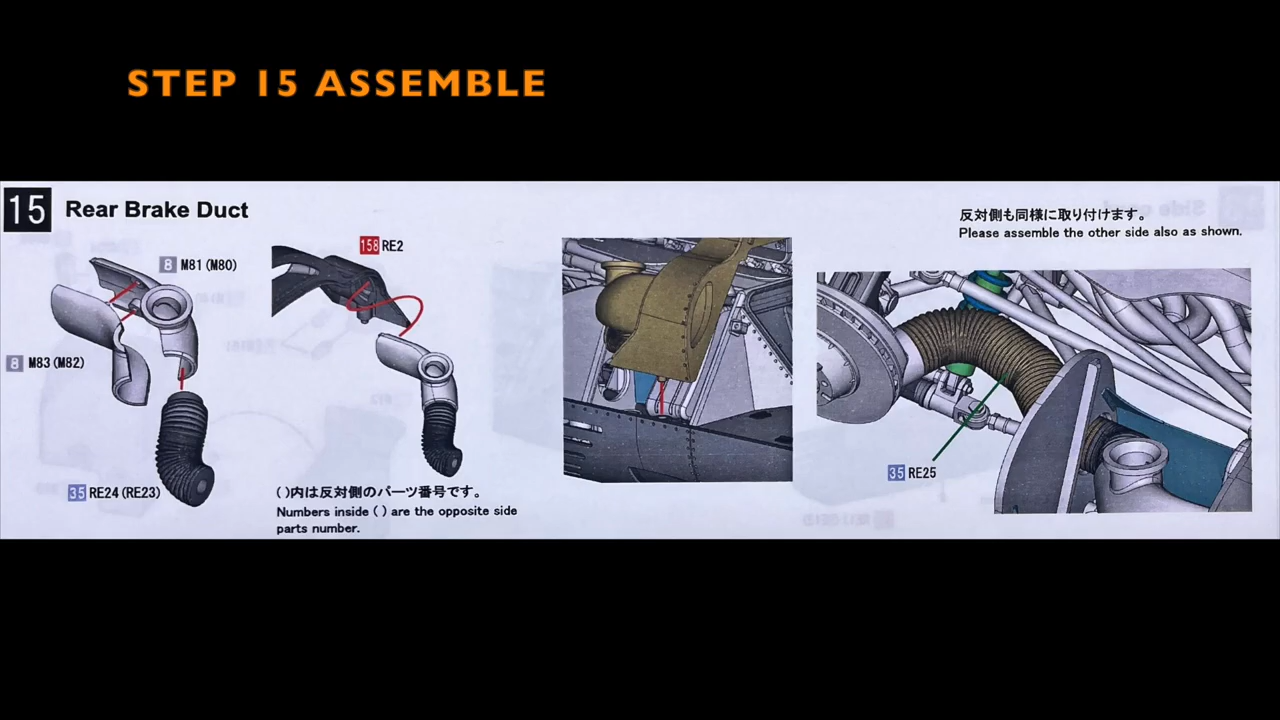 STEP 15 ASSEMBLE
15 Rear Brake Duct
8 M81 (M80)
8 M83 (M82)
35 RE24 (RE23)
158 RE2
( )内は反対側のパーツ番号です。
Numbers inside ( ) are the opposite side
parts number.
反対側も同様に取り付けます。
Please assemble the other side also as shown.
35 RE25